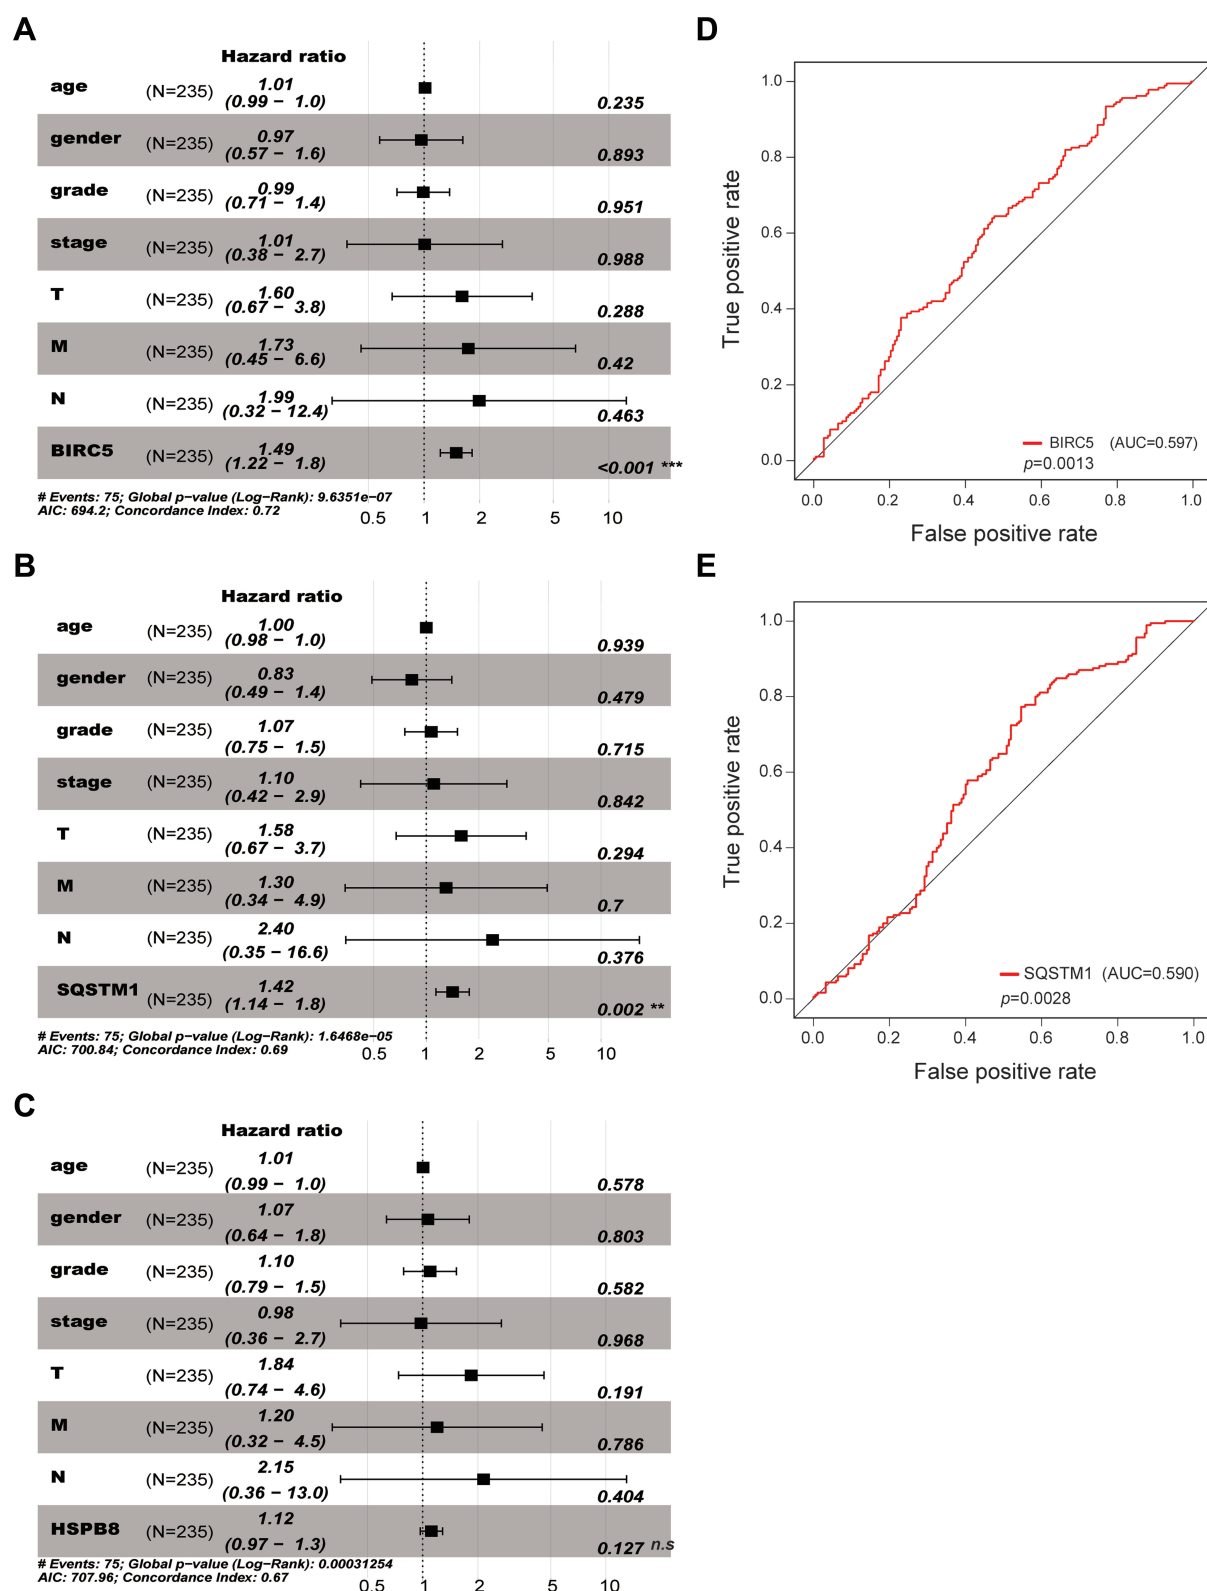 A
Hazard ratio
age (N=235) 1.01 (0.99 − 1.0) 0.235
gender (N=235) 0.97 (0.57 − 1.6) 0.893
grade (N=235) 0.99 (0.71 − 1.4) 0.951
stage (N=235) 1.01 (0.38 − 2.7) 0.988
T (N=235) 1.60 (0.67 − 3.8) 0.288
M (N=235) 1.73 (0.45 − 6.6) 0.42
N (N=235) 1.99 (0.32 − 12.4) 0.463
BIRC5 (N=235) 1.49 (1.22 − 1.8) <0.001 ***
# Events: 75; Global p−value (Log−Rank): 9.6351e−07
AIC: 694.2; Concordance Index: 0.72
0.5 1 2 5 10
B
Hazard ratio
age (N=235) 1.00 (0.98 − 1.0) 0.939
gender (N=235) 0.83 (0.49 − 1.4) 0.479
grade (N=235) 1.07 (0.75 − 1.5) 0.715
stage (N=235) 1.10 (0.42 − 2.9) 0.842
T (N=235) 1.58 (0.67 − 3.7) 0.294
M (N=235) 1.30 (0.34 − 4.9) 0.7
N (N=235) 2.40 (0.35 − 16.6) 0.376
SQSTM1 (N=235) 1.42 (1.14 − 1.8) 0.002 **
# Events: 75; Global p−value (Log−Rank): 1.6468e−05
AIC: 700.84; Concordance Index: 0.69
0.5 1 2 5 10
C
Hazard ratio
age (N=235) 1.01 (0.99 − 1.0) 0.578
gender (N=235) 1.07 (0.64 − 1.8) 0.803
grade (N=235) 1.10 (0.79 − 1.5) 0.582
stage (N=235) 0.98 (0.36 − 2.7) 0.968
T (N=235) 1.84 (0.74 − 4.6) 0.191
M (N=235) 1.20 (0.32 − 4.5) 0.786
N (N=235) 2.15 (0.36 − 13.0) 0.404
HSPB8 (N=235) 1.12 (0.97 − 1.3) 0.127 n.s
# Events: 75; Global p−value (Log−Rank): 0.00031254
AIC: 707.96; Concordance Index: 0.67
0.5 1 2 5 10
D
True positive rate
1.0
0.8
0.6
0.4
0.2
0.0
BIRC5 (AUC=0.597)
p=0.0013
0.0 0.2 0.4 0.6 0.8 1.0
False positive rate
E
True positive rate
1.0
0.8
0.6
0.4
0.2
0.0
SQSTM1 (AUC=0.590)
p=0.0028
0.0 0.2 0.4 0.6 0.8 1.0
False positive rate